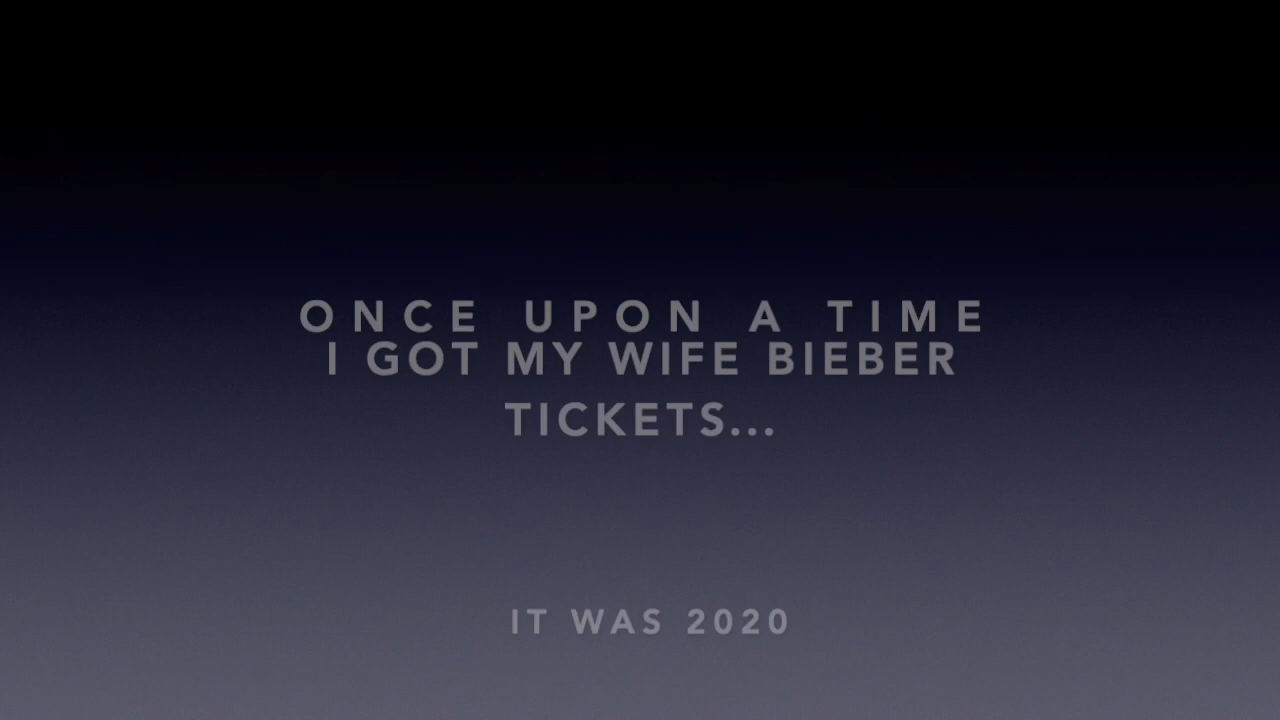 ONCE UPON A TIME
I GOT MY WIFE BIEBER
TICKETS...
IT WAS 2020